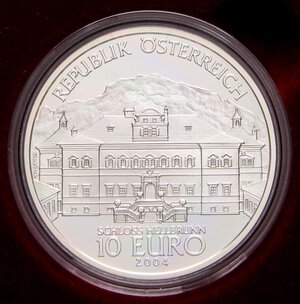 REPUBLIK ÖSTERREICH
SCHLOSS HELLBRUNN
10 EURO
2004